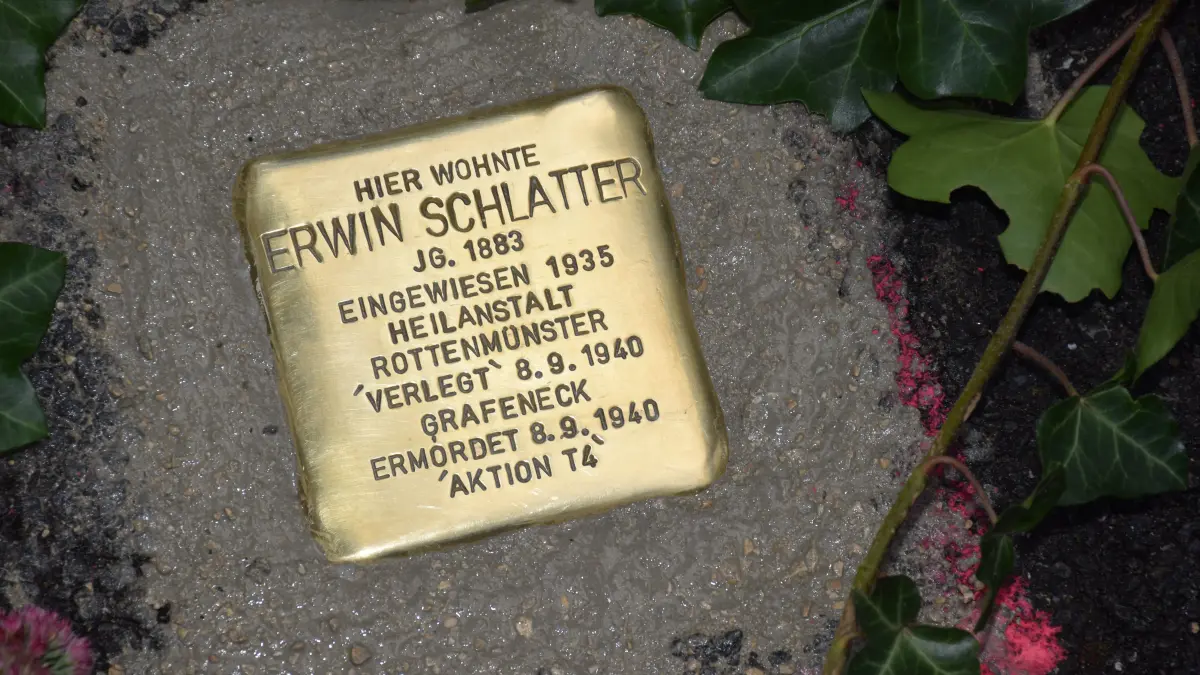 HIER WOHNTE
ERWIN SCHLATTER
JG. 1883
EINGEWIESEN 1935
HEILANSTALT
ROTTENMÜNSTER
´VERLEGT` 8.9.1940
GRAFENECK
ERMORDET 8.9.1940
´AKTION T4`